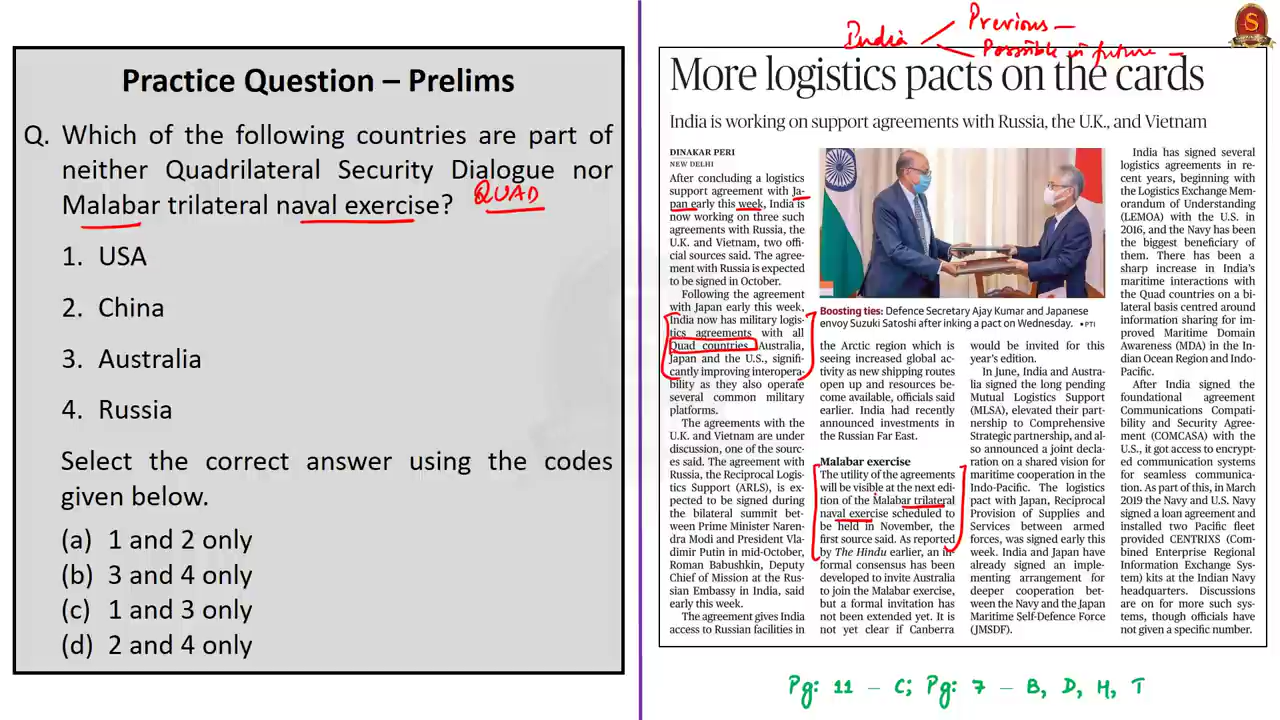 Practice Question – Prelims
Q. Which of the following countries are part of
neither Quadrilateral Security Dialogue nor
Malabar trilateral naval exercise? QUAD
1. USA
2. China
3. Australia
4. Russia
Select the correct answer using the codes
given below.
(a) 1 and 2 only
(b) 3 and 4 only
(c) 1 and 3 only
(d) 2 and 4 only
India
Previous –
Possible in future –
S
More logistics pacts on the cards
India is working on support agreements with Russia, the U.K., and Vietnam
DINAKAR PERI
NEW DELHI
After concluding a logistics
support agreement with Ja-
pan early this week, India is
now working on three such
agreements with Russia, the
U.K. and Vietnam, two offi-
cial sources said. The agree-
ment with Russia is expected
to be signed in October.
Following the agreement
with Japan early this week,
India now has military logis-
tics agreements with all
Quad countries, Australia,
Japan and the U.S., signifi-
cantly improving interopera-
bility as they also operate
several common military
platforms.
The agreements with the
U.K. and Vietnam are under
discussion, one of the sourc-
es said. The agreement with
Russia, the Reciprocal Logis-
tics Support (ARLS), is ex-
pected to be signed during
the bilateral summit bet-
ween Prime Minister Naren-
dra Modi and President Vla-
dimir Putin in mid-October,
Roman Babushkin, Deputy
Chief of Mission at the Rus-
sian Embassy in India, said
early this week.
The agreement gives India
access to Russian facilities in
Boosting ties: Defence Secretary Ajay Kumar and Japanese
envoy Suzuki Satoshi after inking a pact on Wednesday. • PTI
the Arctic region which is
seeing increased global ac-
tivity as new shipping routes
open up and resources be-
come available, officials said
earlier. India had recently
announced investments in
the Russian Far East.
Malabar exercise
The utility of the agreements
will be visible at the next edi-
tion of the Malabar trilateral
naval exercise scheduled to
be held in November, the
first source said. As reported
by The Hindu earlier, an in-
formal consensus has been
developed to invite Australia
to join the Malabar exercise,
but a formal invitation has
not been extended yet. It is
not yet clear if Canberra
would be invited for this
year's edition.
In June, India and Austra-
lia signed the long pending
Mutual Logistics Support
(MLSA), elevated their part-
nership to Comprehensive
Strategic partnership, and al-
so announced a joint decla-
ration on a shared vision for
maritime cooperation in the
Indo-Pacific. The logistics
pact with Japan, Reciprocal
Provision of Supplies and
Services between armed
forces, was signed early this
week. India and Japan have
already signed an imple-
menting arrangement for
deeper cooperation bet-
ween the Navy and the Japan
Maritime Self-Defence Force
(JMSDF).
India has signed several
logistics agreements in re-
cent years, beginning with
the Logistics Exchange Mem-
orandum of Understanding
(LEMOA) with the U.S. in
2016, and the Navy has been
the biggest beneficiary of
them. There has been a
sharp increase in India's
maritime interactions with
the Quad countries on a bi-
lateral basis centred around
information sharing for im-
proved Maritime Domain
Awareness (MDA) in the In-
dian Ocean Region and Indo-
Pacific.
After India signed the
foundational agreement
Communications Compati-
bility and Security Agree-
ment (COMCASA) with the
U.S., it got access to encrypt-
ed communication systems
for seamless communica-
tion. As part of this, in March
2019 the Navy and U.S. Navy
signed a loan agreement and
installed two Pacific fleet
provided CENTRIXS (Com-
bined Enterprise Regional
Information Exchange Sys-
tem) kits at the Indian Navy
headquarters. Discussions
are on for more such sys-
tems, though officials have
not given a specific number.
Pg: 11 – C; Pg: 7 – B, D, H, T